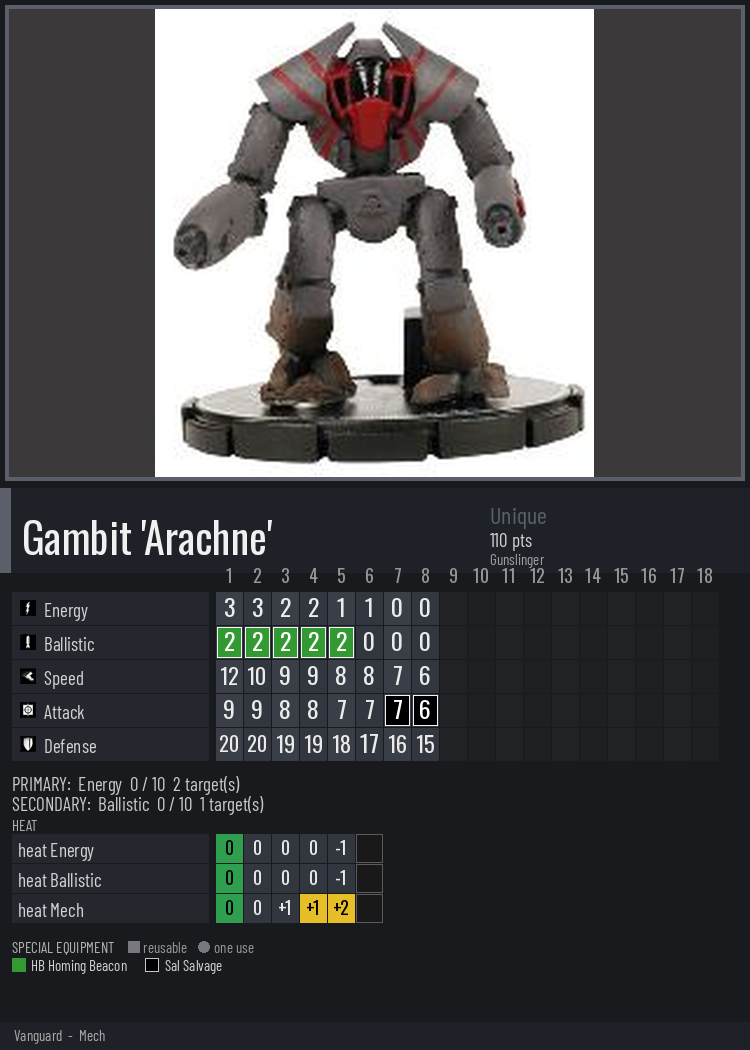 Gambit 'Arachne'
Unique
110 pts
Gunslinger
1 2 3 4 5 6 7 8 9 10 11 12 13 14 15 16 17 18
Energy 3 3 2 2 1 1 0 0
Ballistic 2 2 2 2 2 0 0 0
Speed 12 10 9 9 8 8 7 6
Attack 9 9 8 8 7 7 7 6
Defense 20 20 19 19 18 17 16 15
PRIMARY: Energy 0 / 10 2 target(s)
SECONDARY: Ballistic 0 / 10 1 target(s)
HEAT
heat Energy 0 0 0 0 -1
heat Ballistic 0 0 0 0 -1
heat Mech 0 0 +1 +1 +2
SPECIAL EQUIPMENT reusable one use
HB Homing Beacon Sal Salvage
Vanguard - Mech